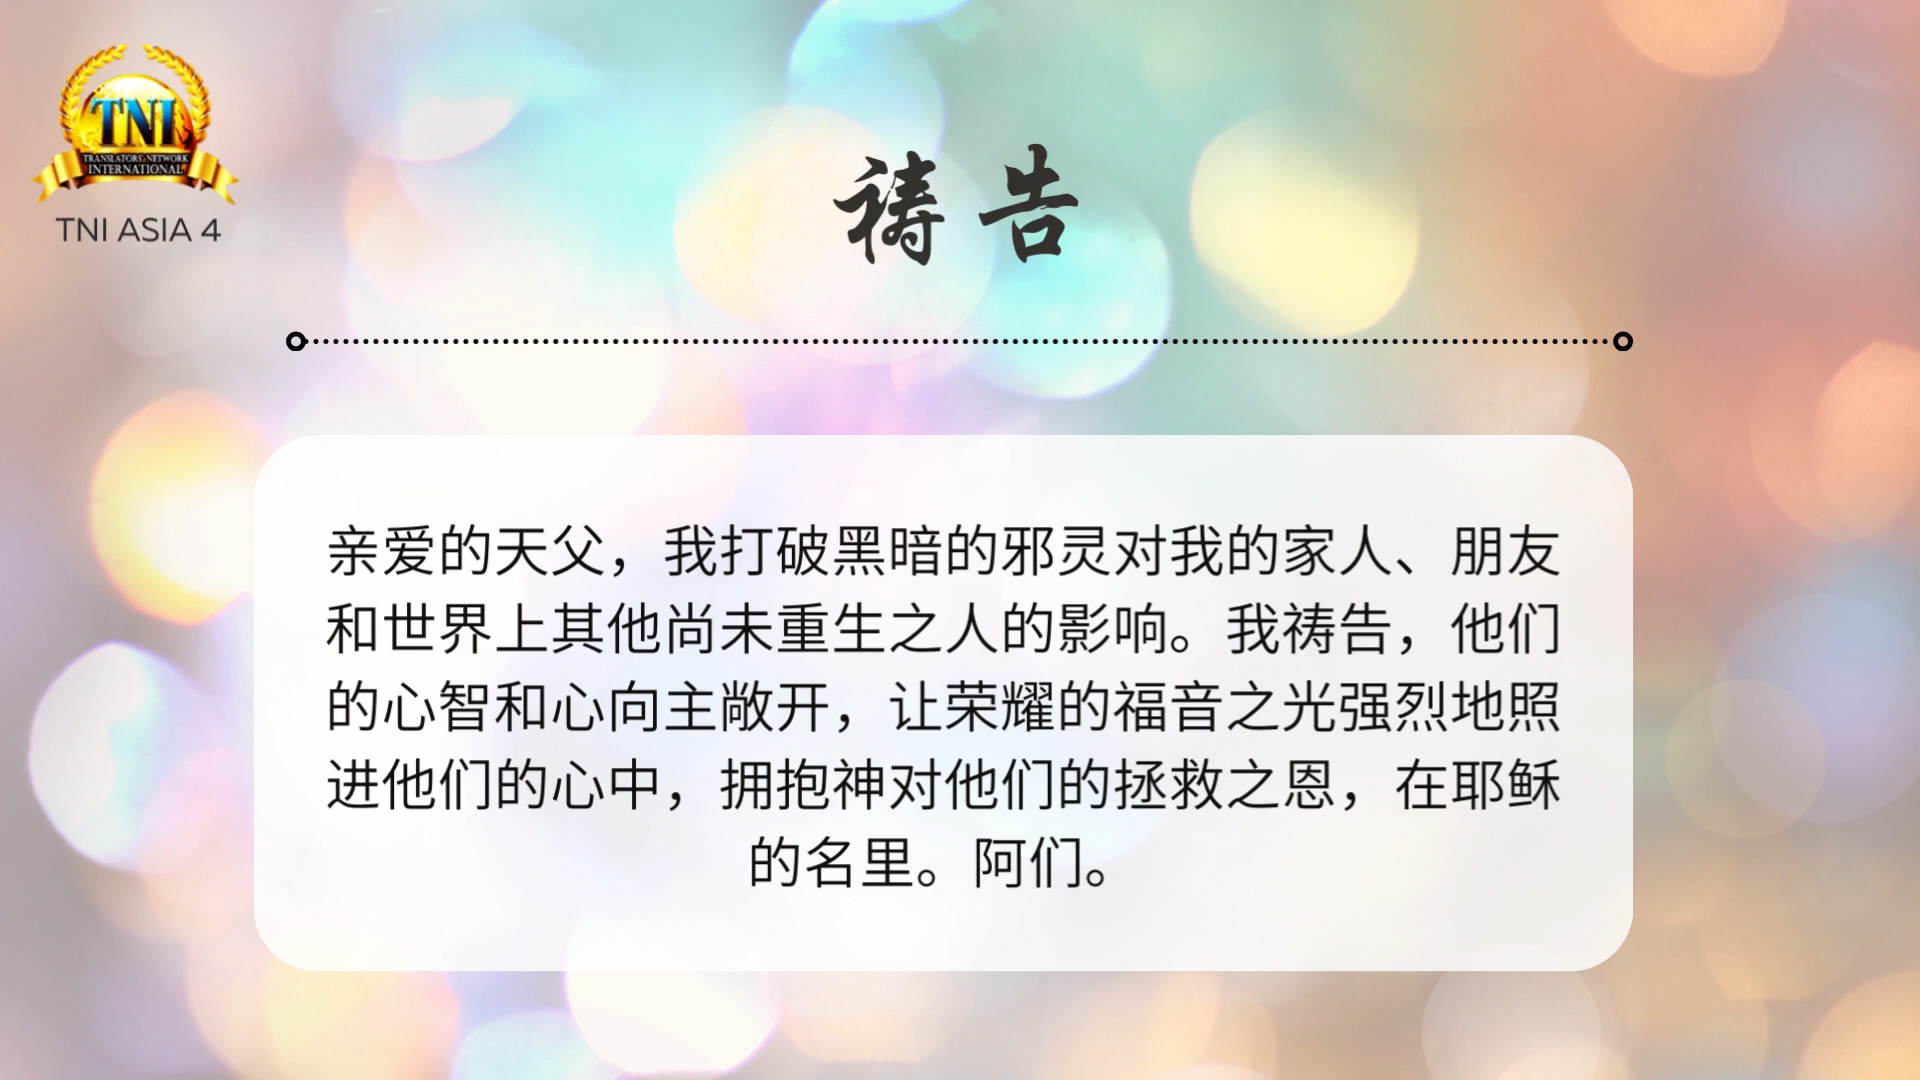 TNI
TRANSLATORS' NETWORK
INTERNATIONAL
TNI ASIA 4
祷告
亲爱的天父，我打破黑暗的邪灵对我的家人、朋友
和世界上其他尚未重生之人的影响。我祷告，他们
的心智和心向主敞开，让荣耀的福音之光强烈地照
进他们的心中，拥抱神对他们的拯救之恩，在耶稣
的名里。阿们。